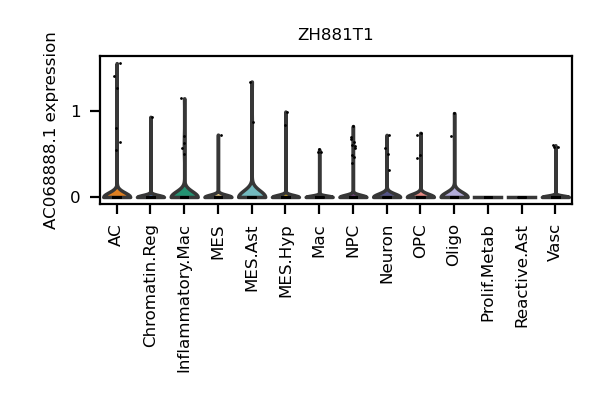 ZH881T1
AC068888.1 expression
1
0
AC
Chromatin.Reg
Inflammatory.Mac
MES
MES.Ast
MES.Hyp
Mac
NPC
Neuron
OPC
Oligo
Prolif.Metab
Reactive.Ast
Vasc